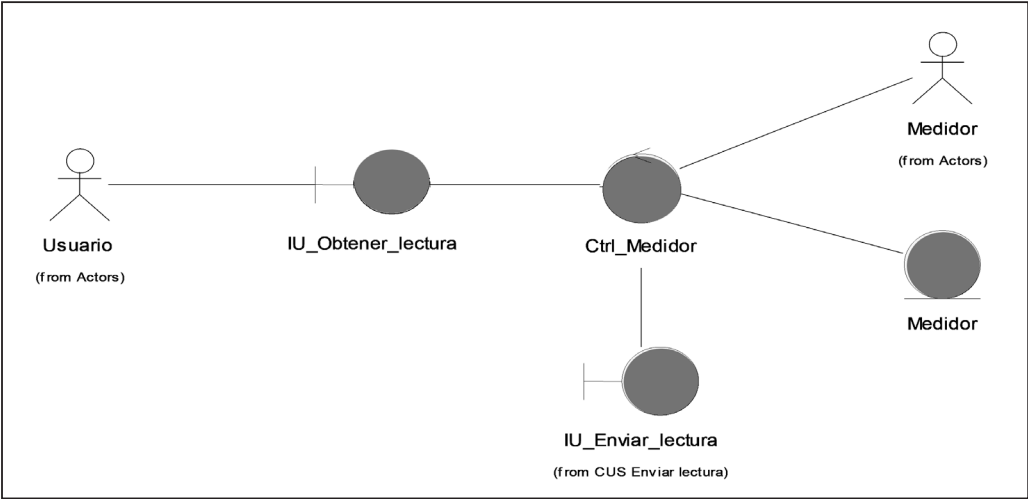 Medidor
(from Actors)
Usuario
(from Actors)
IU_Obtener_lectura
Ctrl_Medidor
Medidor
IU_Enviar_lectura
(from CUS Enviar lectura)